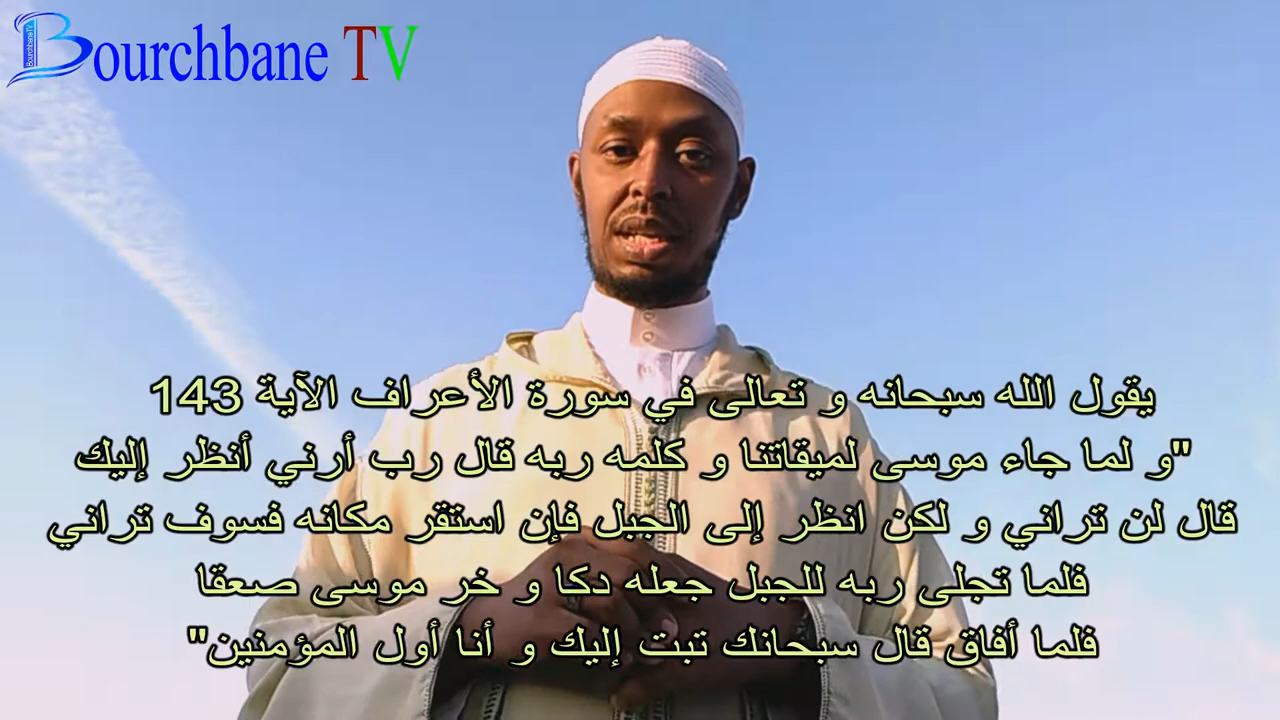 Bourchbane TV
يقول الله سبحانه و تعالى في سورة الأعراف الآية 143
"و لما جاء موسى لميقاتنا و كلمه ربه قال رب أرني أنظر إليك
قال لن تراني و لكن انظر إلى الجبل فإن استقر مكانه فسوف تراني
فلما تجلى ربه للجبل جعله دكا و خر موسى صعقا
فلما أفاق قال سبحانك تبت إليك و أنا أول المؤمنين"